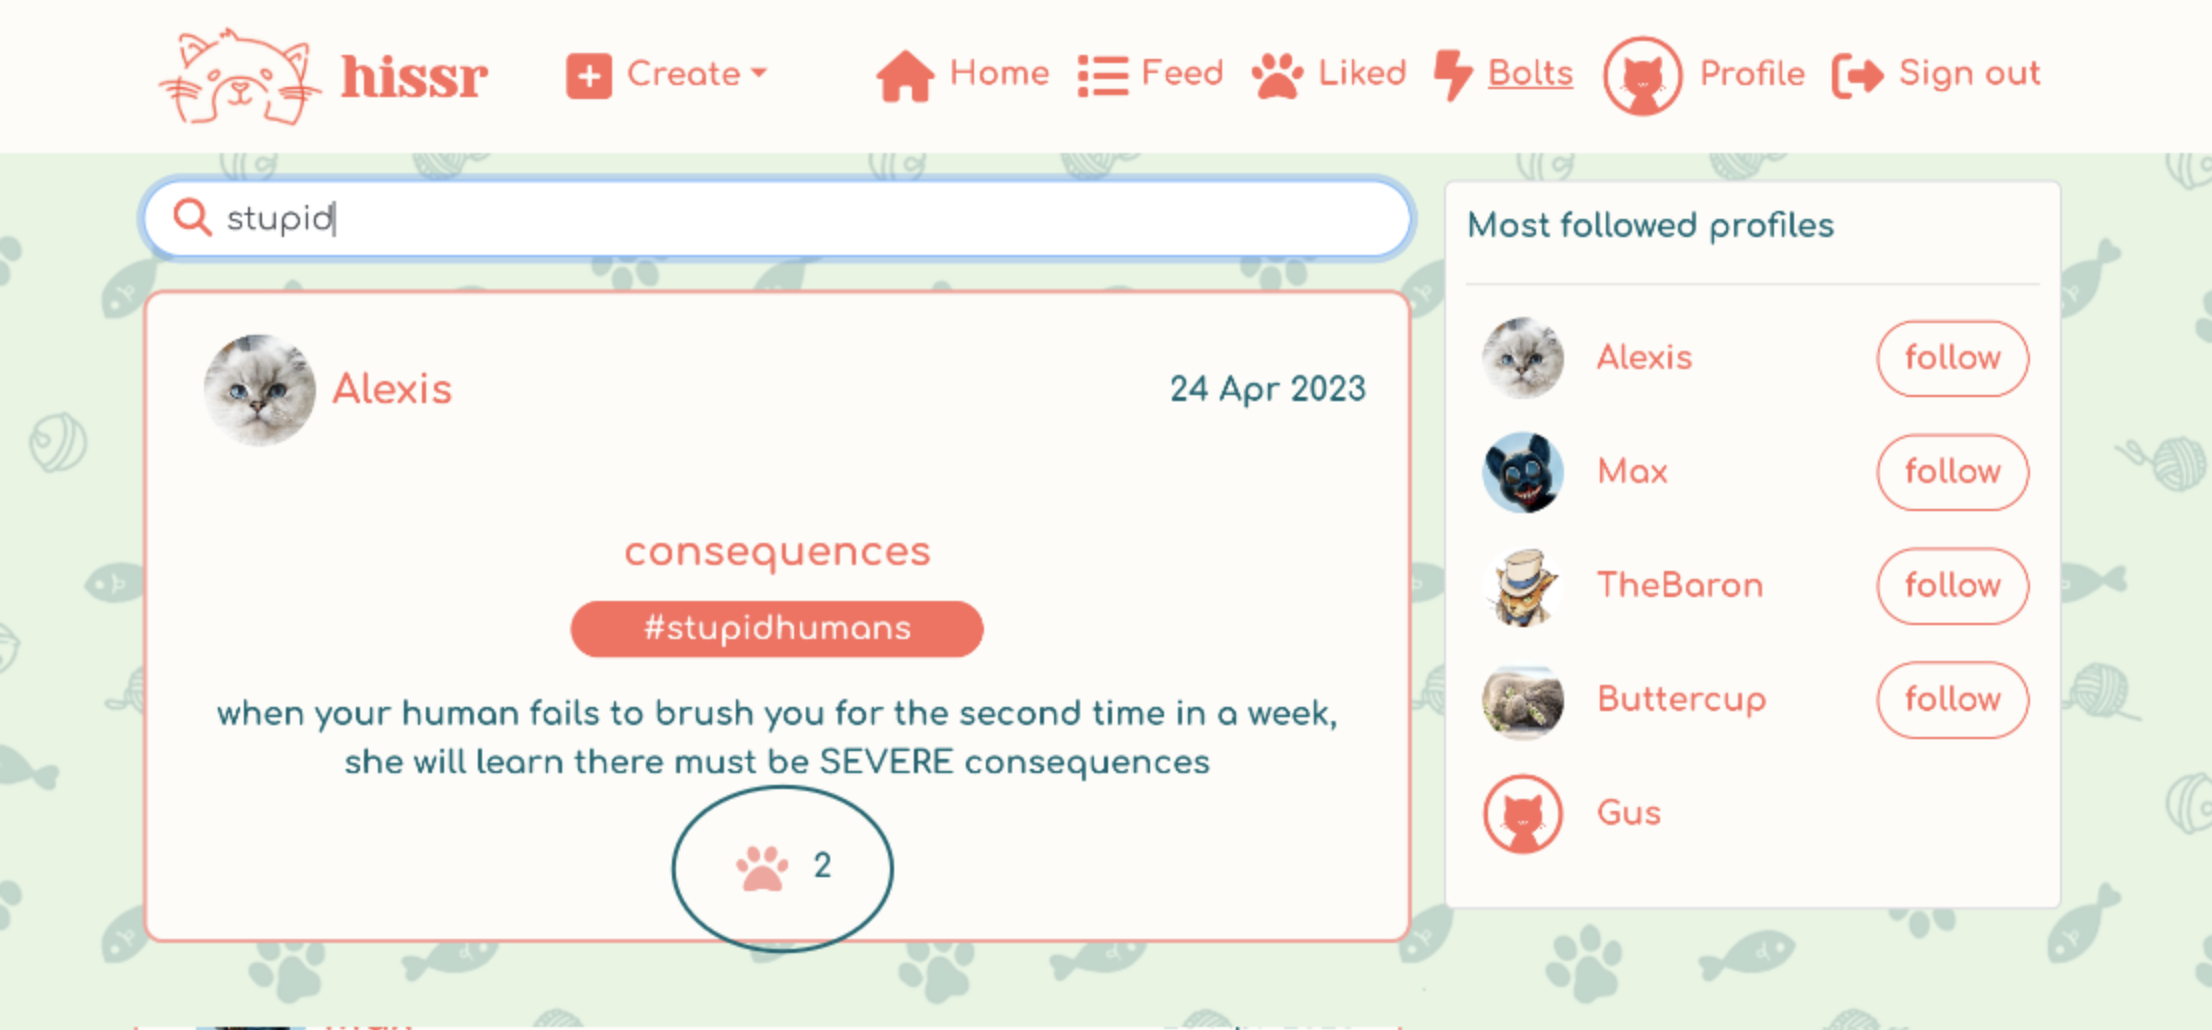 hissr
Create
Home
Feed
Liked
Bolts
Profile
Sign out
stupid
Alexis
24 Apr 2023
consequences
#stupidhumans
when your human fails to brush you for the second time in a week,
she will learn there must be SEVERE consequences
2
Most followed profiles
Alexis
follow
Max
follow
TheBaron
follow
Buttercup
follow
Gus